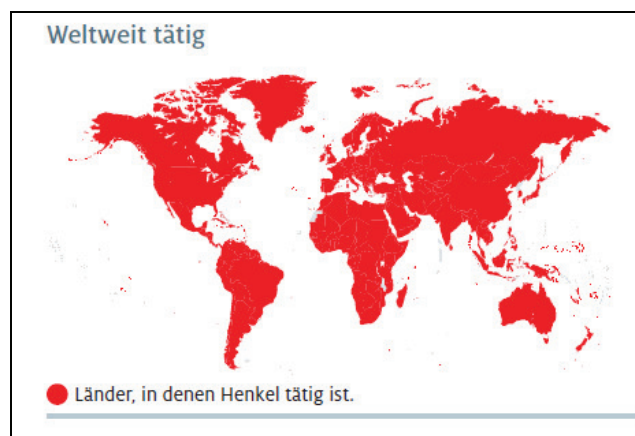 Weltweit tätig
Länder, in denen Henkel tätig ist.